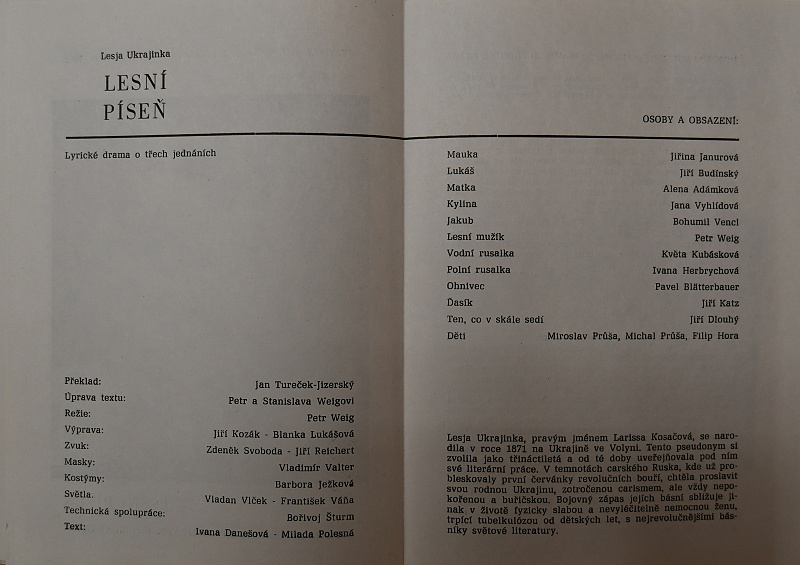 Lesja Ukrajinka
LESNÍ
PÍSEŇ
Lyrické drama o třech jednáních
Překlad: Jan Tureček-Jizerský
Úprava textu: Petr a Stanislava Weigovi
Režie: Petr Weig
Výprava: Jiří Kozák - Blanka Lukášová
Zvuk: Zdeněk Svoboda - Jiří Reichert
Masky: Vladimír Valter
Kostýmy: Barbora Ježková
Světla. Vladan Vlček - František Váňa
Technická spolupráce: Bořivoj Šturm
Text: Ivana Danešová - Milada Polesná
OSOBY A OBSAZENÍ:
Mauka Jiřina Janurová
Lukáš Jiří Budínský
Matka Alena Adámková
Kylina Jana Vyhlídová
Jakub Bohumil Vencl
Lesní mužík Petr Weig
Vodní rusalka Květa Kubásková
Polní rusalka Ivana Herbrychová
Ohnivec Pavel Blätterbauer
Ďasík Jiří Katz
Ten, co v skále sedí Jiří Dlouhý
Děti Miroslav Průša, Michal Průša, Filip Hora
Lesja Ukrajinka, pravým jménem Larissa Kosačová, se naro-
dila v roce 1871 na Ukrajině ve Volyni. Tento pseudonym si
zvolila jako třináctiletá a od té doby uveřejňovala pod ním
své literární práce. V temnotách carského Ruska, kde už pro-
bleskovaly první červánky revolučních bouří, chtěla proslavit
svou rodnou Ukrajinu, zotročenou carismem, ale vždy nepo-
kořenou a buřičskou. Bojovný zápas jejích básní sbližuje ji-
nak v životě fyzicky slabou a nevyléčitelně nemocnou ženu,
trpící tubelkulózou od dětských let, s nejrevolučnějšími bás-
níky světové literatury.